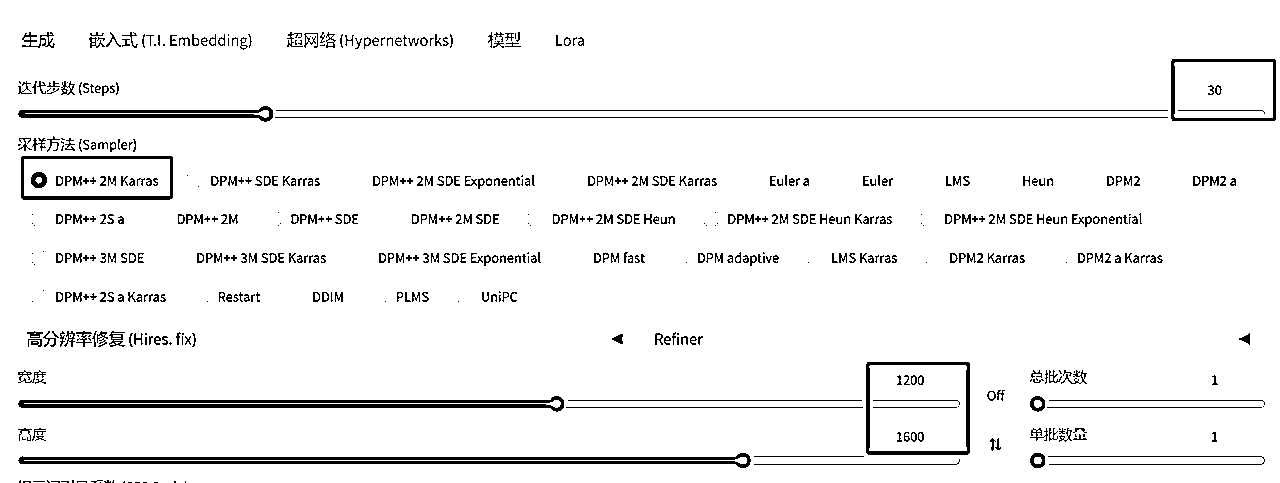 生成 嵌入式 (T.I. Embedding) 超网络 (Hypernetworks) 模型 Lora
迭代步数 (Steps) 30
采样方法 (Sampler)
DPM++ 2M Karras DPM++ SDE Karras DPM++ 2M SDE Exponential DPM++ 2M SDE Karras Euler a Euler LMS Heun DPM2 DPM2 a
DPM++ 2S a DPM++ 2M DPM++ SDE DPM++ 2M SDE DPM++ 2M SDE Heun DPM++ 2M SDE Heun Karras DPM++ 2M SDE Heun Exponential
DPM++ 3M SDE DPM++ 3M SDE Karras DPM++ 3M SDE Exponential DPM fast DPM adaptive LMS Karras DPM2 Karras DPM2 a Karras
DPM++ 2S a Karras Restart DDIM PLMS UniPC
高分辨率修复 (Hires. fix) Refiner
宽度 1200 Off 总批次数 1
高度 1600 单批数量 1